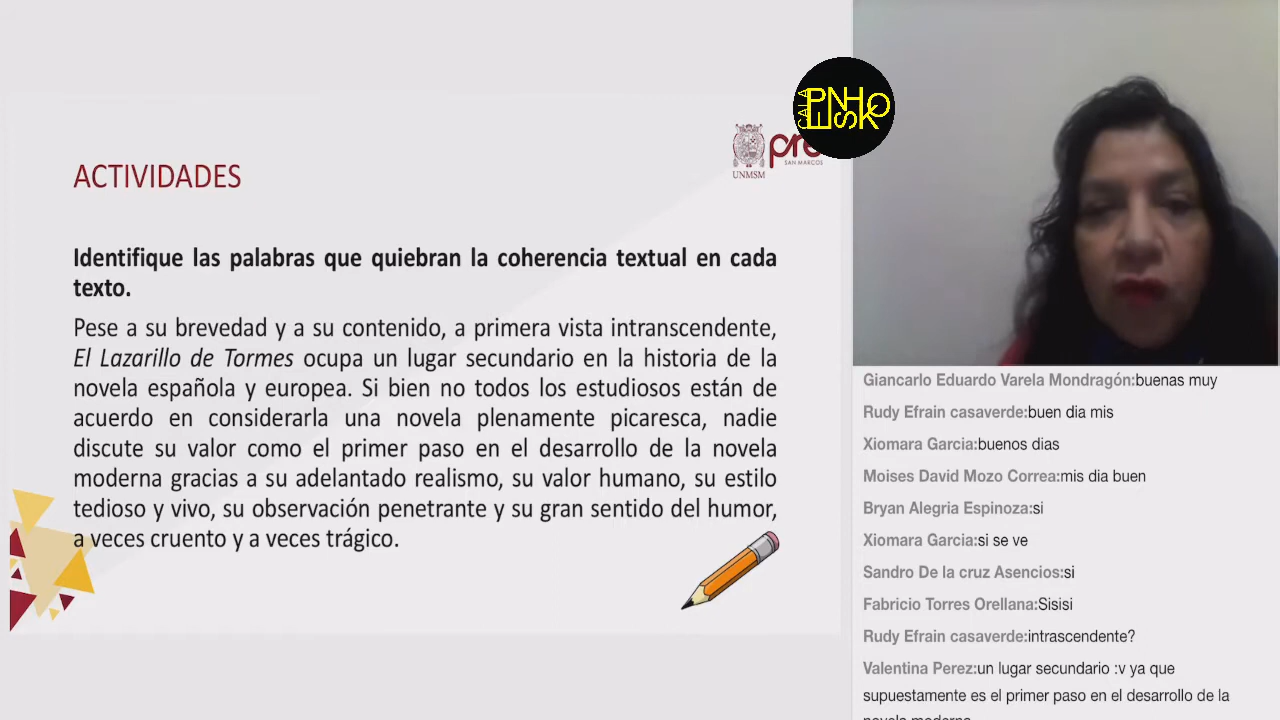 CALA
PENHSKO
pre
SAN MARCOS
UNMSM
ACTIVIDADES
Identifique las palabras que quiebran la coherencia textual en cada
texto.
Pese a su brevedad y a su contenido, a primera vista intranscendente,
El Lazarillo de Tormes ocupa un lugar secundario en la historia de la
novela española y europea. Si bien no todos los estudiosos están de
acuerdo en considerarla una novela plenamente picaresca, nadie
discute su valor como el primer paso en el desarrollo de la novela
moderna gracias a su adelantado realismo, su valor humano, su estilo
tedioso y vivo, su observación penetrante y su gran sentido del humor,
a veces cruento y a veces trágico.
Giancarlo Eduardo Varela Mondragón:buenas muy
Rudy Efrain casaverde:buen dia mis
Xiomara Garcia:buenos dias
Moises David Mozo Correa:mis dia buen
Bryan Alegria Espinoza:si
Xiomara Garcia:si se ve
Sandro De la cruz Asencios:si
Fabricio Torres Orellana:Sisisi
Rudy Efrain casaverde:intrascendente?
Valentina Perez:un lugar secundario :v ya que
supuestamente es el primer paso en el desarrollo de la
novela moderna